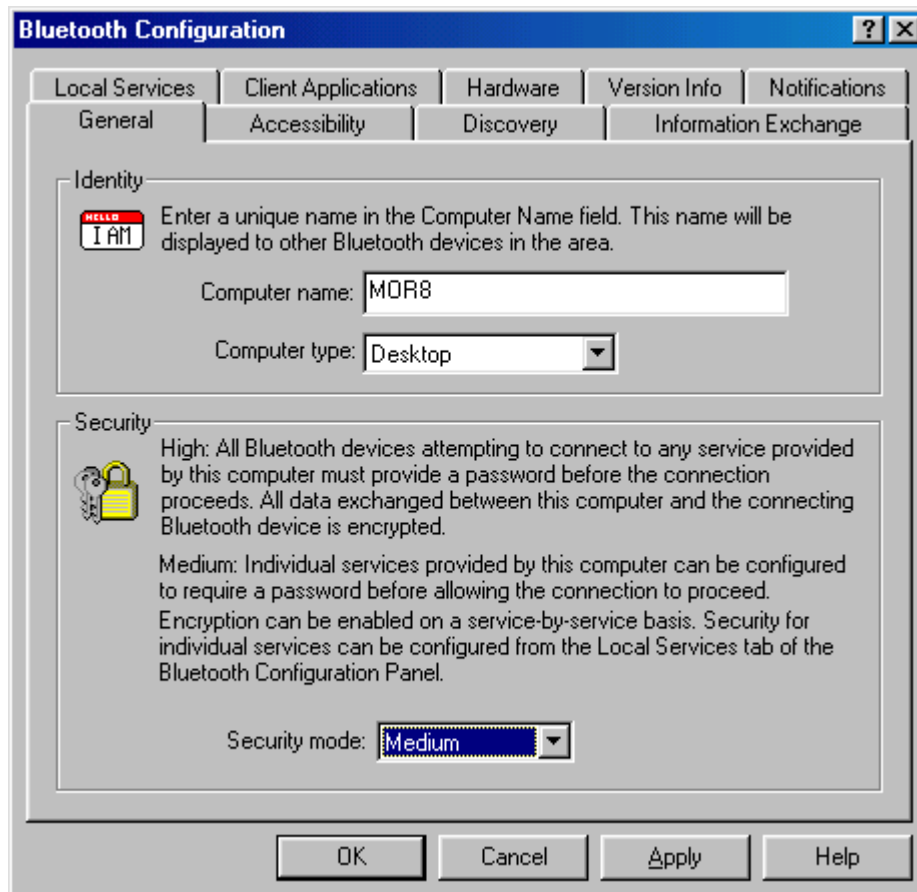 Bluetooth Configuration
Local Services Client Applications Hardware Version Info Notifications
General Accessibility Discovery Information Exchange
Identity
HELLO
I AM
Enter a unique name in the Computer Name field. This name will be
displayed to other Bluetooth devices in the area.
Computer name: MOR8
Computer type: Desktop
Security
High: All Bluetooth devices attempting to connect to any service provided
by this computer must provide a password before the connection
proceeds. All data exchanged between this computer and the connecting
Bluetooth device is encrypted.
Medium: Individual services provided by this computer can be configured
to require a password before allowing the connection to proceed.
Encryption can be enabled on a service-by-service basis. Security for
individual services can be configured from the Local Services tab of the
Bluetooth Configuration Panel.
Security mode: Medium
OK Cancel Apply Help